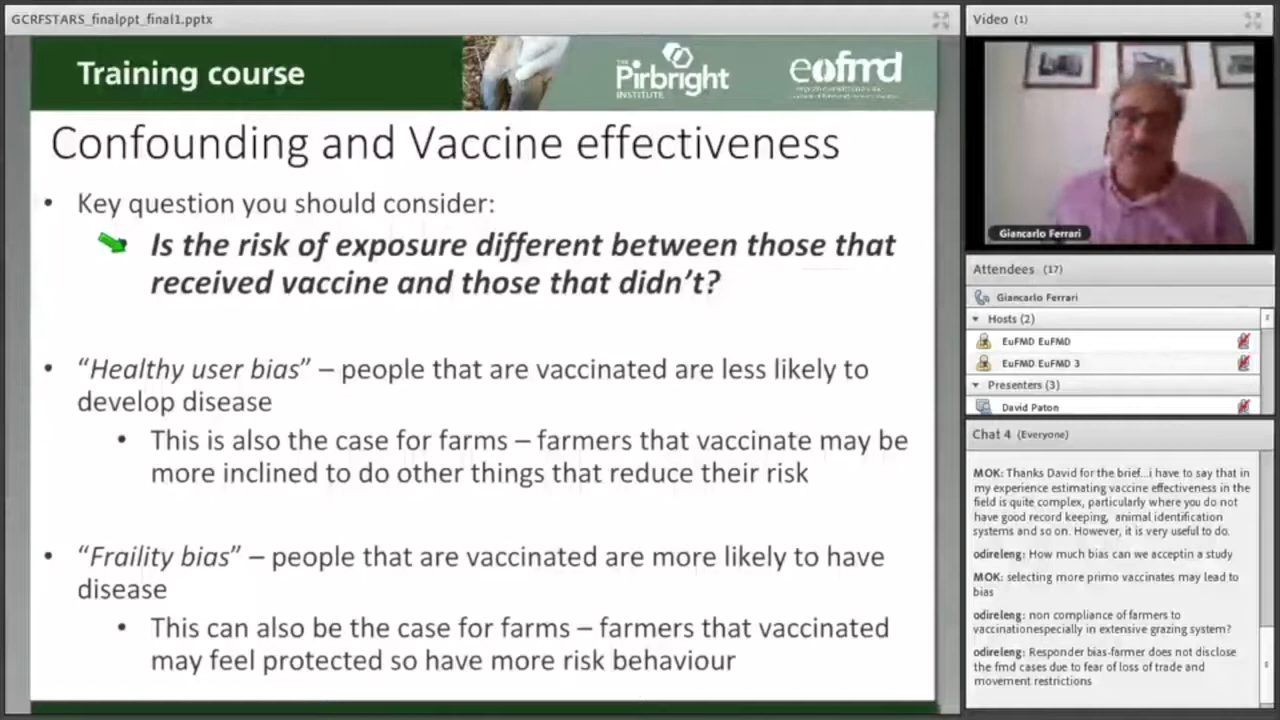 GCRFSTARS_finalppt_final1.pptx
Training course
THE
Pirbright
INSTITUTE
eofmd
Confounding and Vaccine effectiveness
• Key question you should consider:
Is the risk of exposure different between those that
received vaccine and those that didn't?
• “Healthy user bias” – people that are vaccinated are less likely to
develop disease
• This is also the case for farms – farmers that vaccinate may be
more inclined to do other things that reduce their risk
• “Fraility bias” – people that are vaccinated are more likely to have
disease
• This can also be the case for farms – farmers that vaccinated
may feel protected so have more risk behaviour
Video (1)
Giancarlo Ferrari
Attendees (17)
Giancarlo Ferrari
Hosts (2)
EuFMD EuFMD
EuFMD EuFMD 3
Presenters (3)
David Paton
Chat 4 (Everyone)
MOK: Thanks David for the brief...i have to say that in
my experience estimating vaccine effectiveness in the
field is quite complex, particularly where you do not
have good record keeping, animal identification
systems and so on. However, it is very useful to do.
odireleng: How much bias can we acceptin a study
MOK: selecting more primo vaccinates may lead to
bias
odireleng: non compliance of farmers to
vaccinationespecially in extensive grazing system?
odireleng: Responder bias-farmer does not disclose
the fmd cases due to fear of loss of trade and
movement restrictions